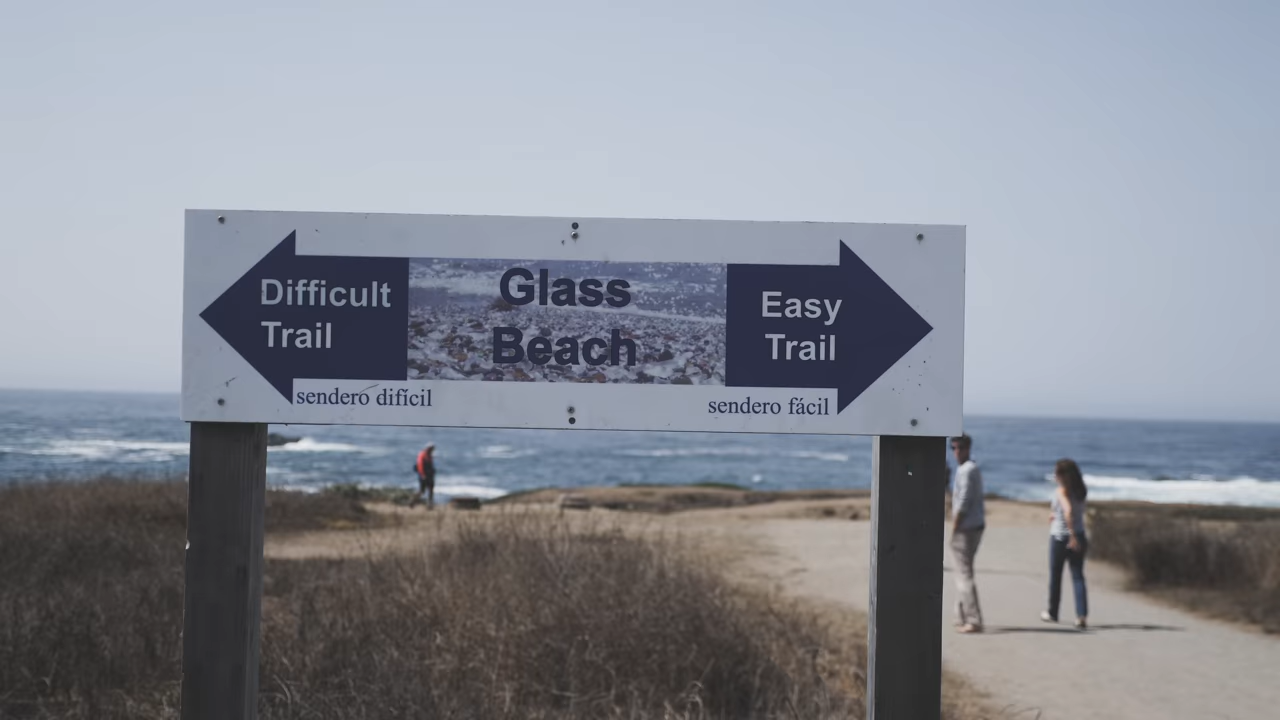 Difficult
Trail
Glass
Beach
Easy
Trail
sendero difícil
sendero fácil